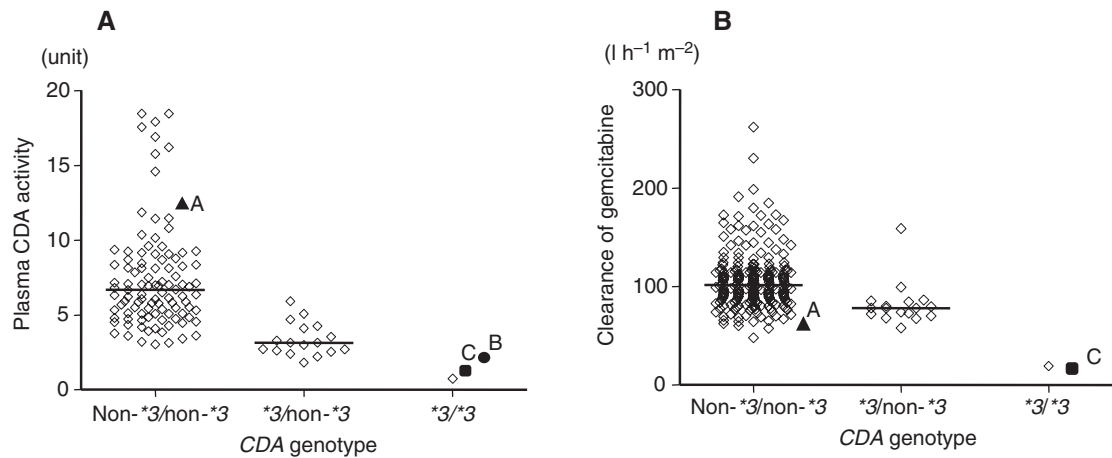 A
(unit)
Plasma CDA activity
20
15
10
5
0
A
C
B
Non-*3/non-*3
*3/non-*3
*3/*3
CDA genotype
B
(l h–1 m–2)
Clearance of gemcitabine
300
200
100
0
A
C
Non-*3/non-*3
*3/non-*3
*3/*3
CDA genotype